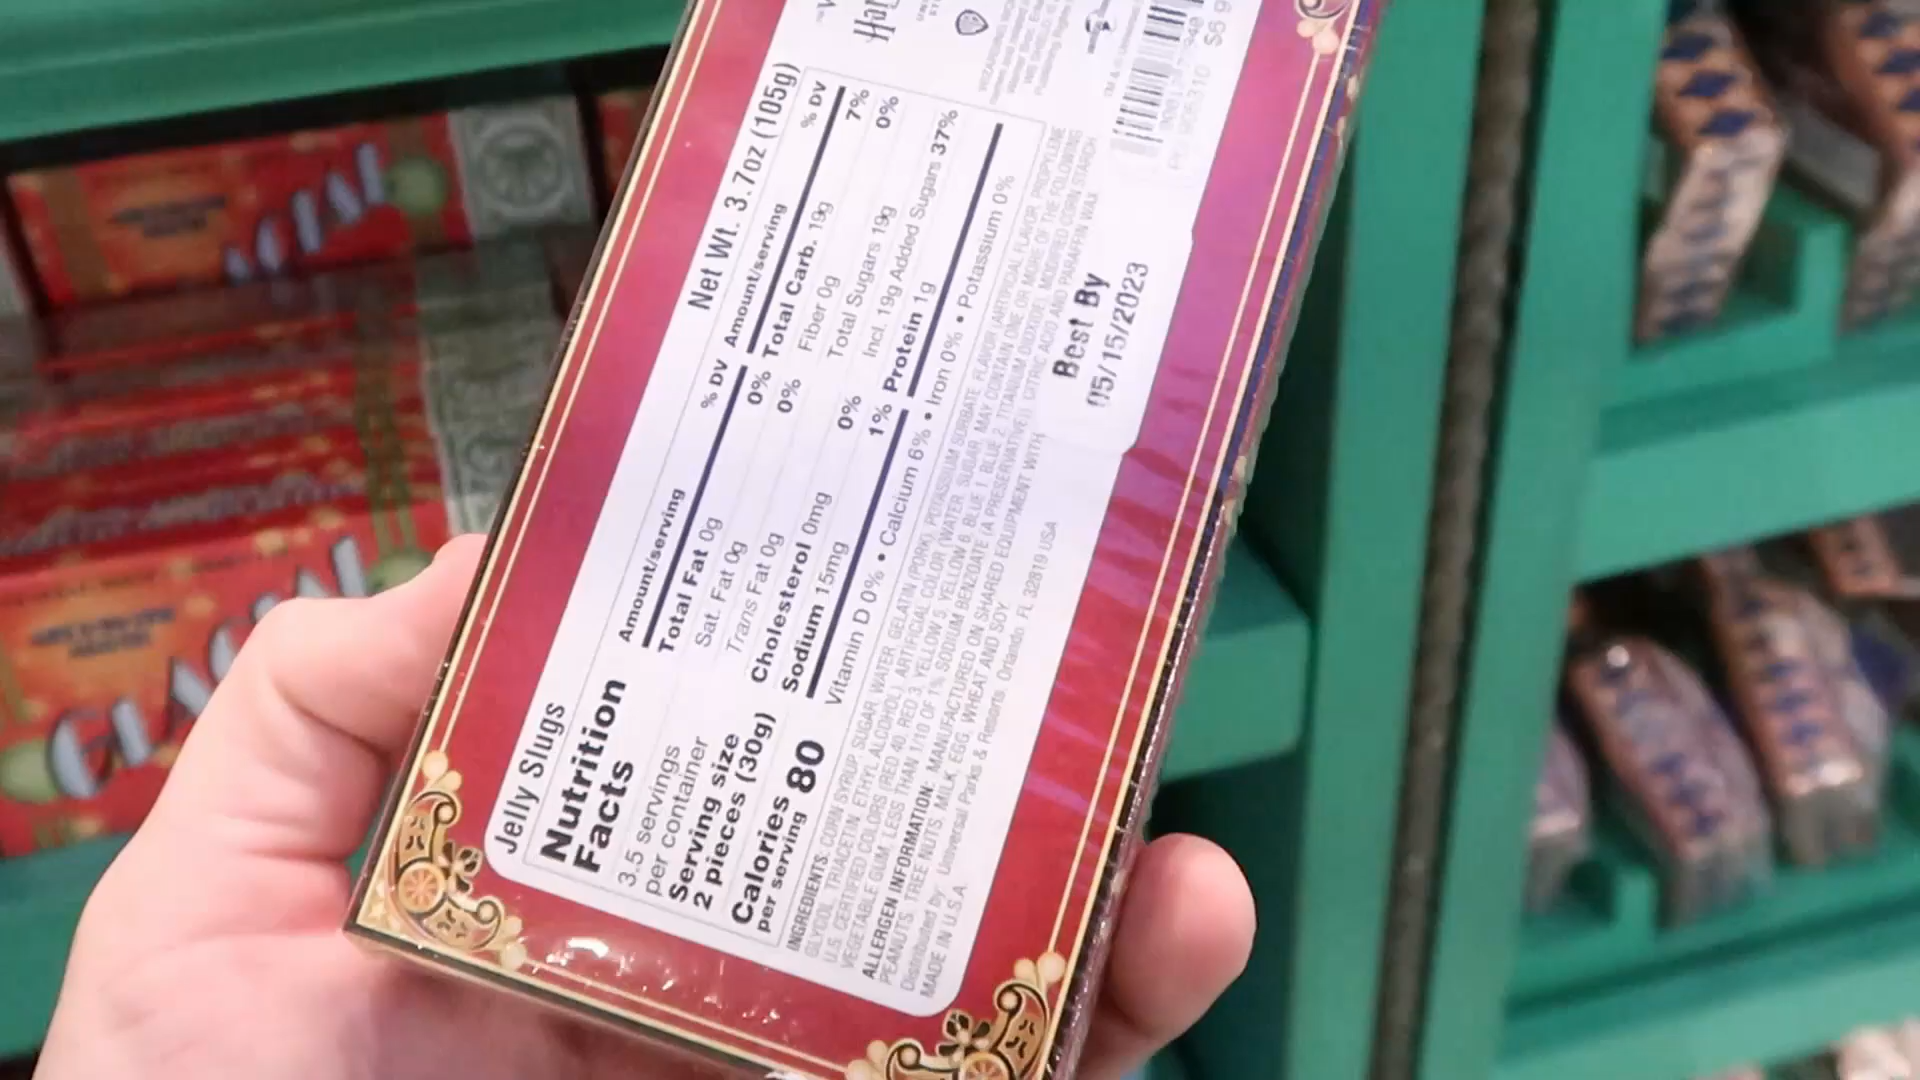 Jelly Slugs
Net Wt. 3.7oz (105g)
Nutrition
Facts
3.5 servings
per container
Serving size
2 pieces (30g)
Calories
per serving 80
Amount/serving % DV
Total Fat 0g 0%
Sat. Fat 0g 0%
Trans Fat 0g
Cholesterol 0mg 0%
Sodium 15mg 1%
Amount/serving % DV
Total Carb. 19g 7%
Fiber 0g 0%
Total Sugars 19g
Incl. 19g Added Sugars 37%
Protein 1g
Vitamin D 0% • Calcium 6% • Iron 0% • Potassium 0%
INGREDIENTS: CORN SYRUP, SUGAR, WATER, GELATIN (PORK), POTASSIUM SORBATE, FLAVOR (ARTIFICIAL FLAVOR, PROPYLENE
GLYCOL, TRIACETIN, ETHYL ALCOHOL), ARTIFICIAL COLOR (WATER, SUGAR, MAY CONTAIN ONE OR MORE OF THE FOLLOWING
U.S. CERTIFIED COLORS (RED 40, RED 3, YELLOW 5, YELLOW 6, BLUE 1, BLUE 2, TITANIUM DIOXIDE), MODIFIED CORN STARCH
VEGETABLE GUM, LESS THAN 1/10 OF 1% SODIUM BENZOATE (A PRESERVATIVE)), CITRIC ACID AND PARAFFIN WAX
ALLERGEN INFORMATION: MANUFACTURED ON SHARED EQUIPMENT WITH
PEANUTS, TREE NUTS, MILK, EGG, WHEAT AND SOY
Distributed by: Universal Parks & Resorts Orlando, FL 32819 USA
MADE IN U.S.A.
Best By
05/15/2023